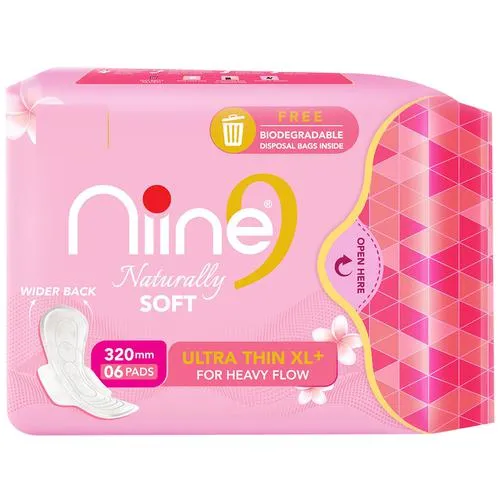 FREE
BIODEGRADABLE
DISPOSAL BAGS INSIDE
Niine®
9
Naturally
SOFT
OPEN HERE
WIDER BACK
320mm
06 PADS
ULTRA THIN XL+
FOR HEAVY FLOW